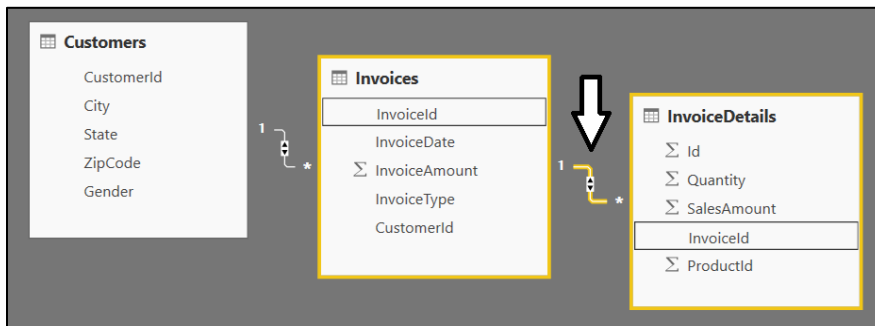 Customers
CustomerId
City
State
ZipCode
Gender
1
*
Invoices
InvoiceId
InvoiceDate
Σ InvoiceAmount
InvoiceType
CustomerId
1
*
InvoiceDetails
Σ Id
Σ Quantity
Σ SalesAmount
InvoiceId
Σ ProductId